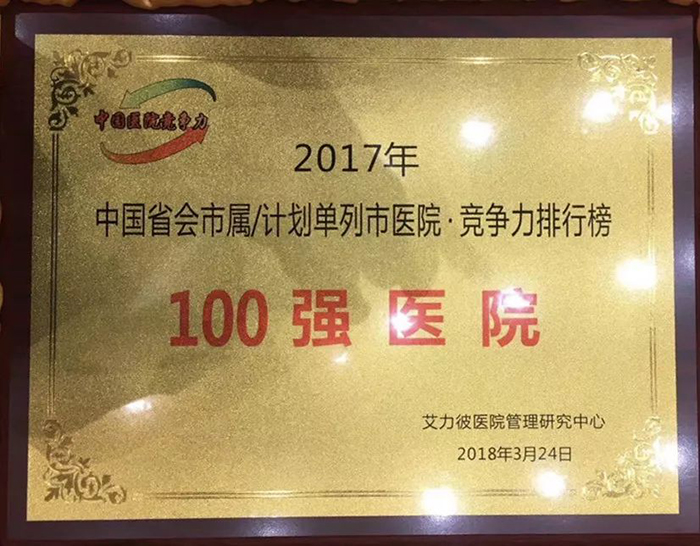 中国医院竞争力
2017年
中国省会市属/计划单列市医院·竞争力排行榜
100强医院
艾力彼医院管理研究中心
2018年3月24日